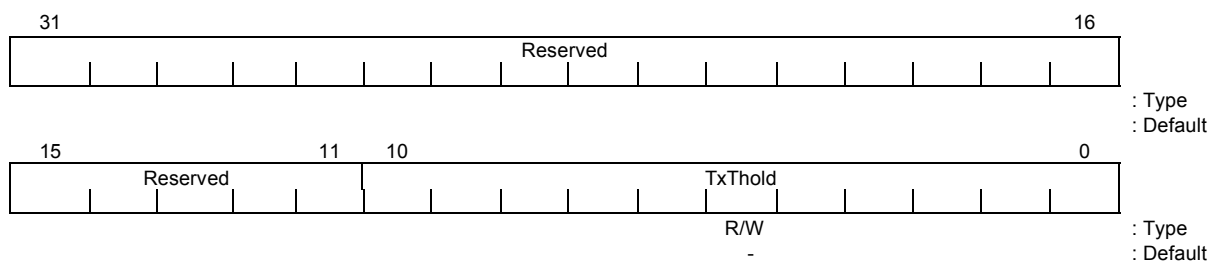 31 16
Reserved
: Type
: Default
15 11 10 0
Reserved TxThold
R/W : Type
- : Default